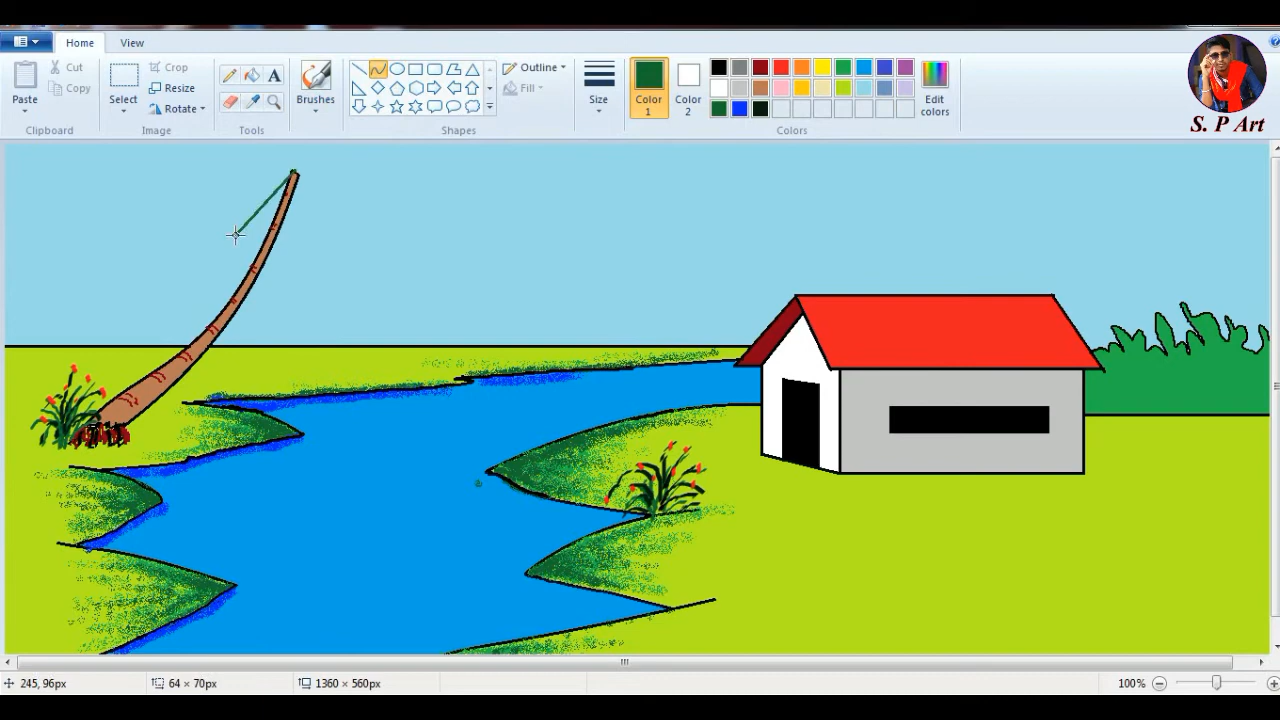 Home View
Cut
Copy
Paste
Clipboard
Select
Crop
Resize
Rotate
Image
A
Tools
Brushes
Shapes
Outline
Fill
Size
Color 1
Color 2
Edit colors
Colors
S. P Art
245, 96px
64 × 70px
1360 × 560px
100%